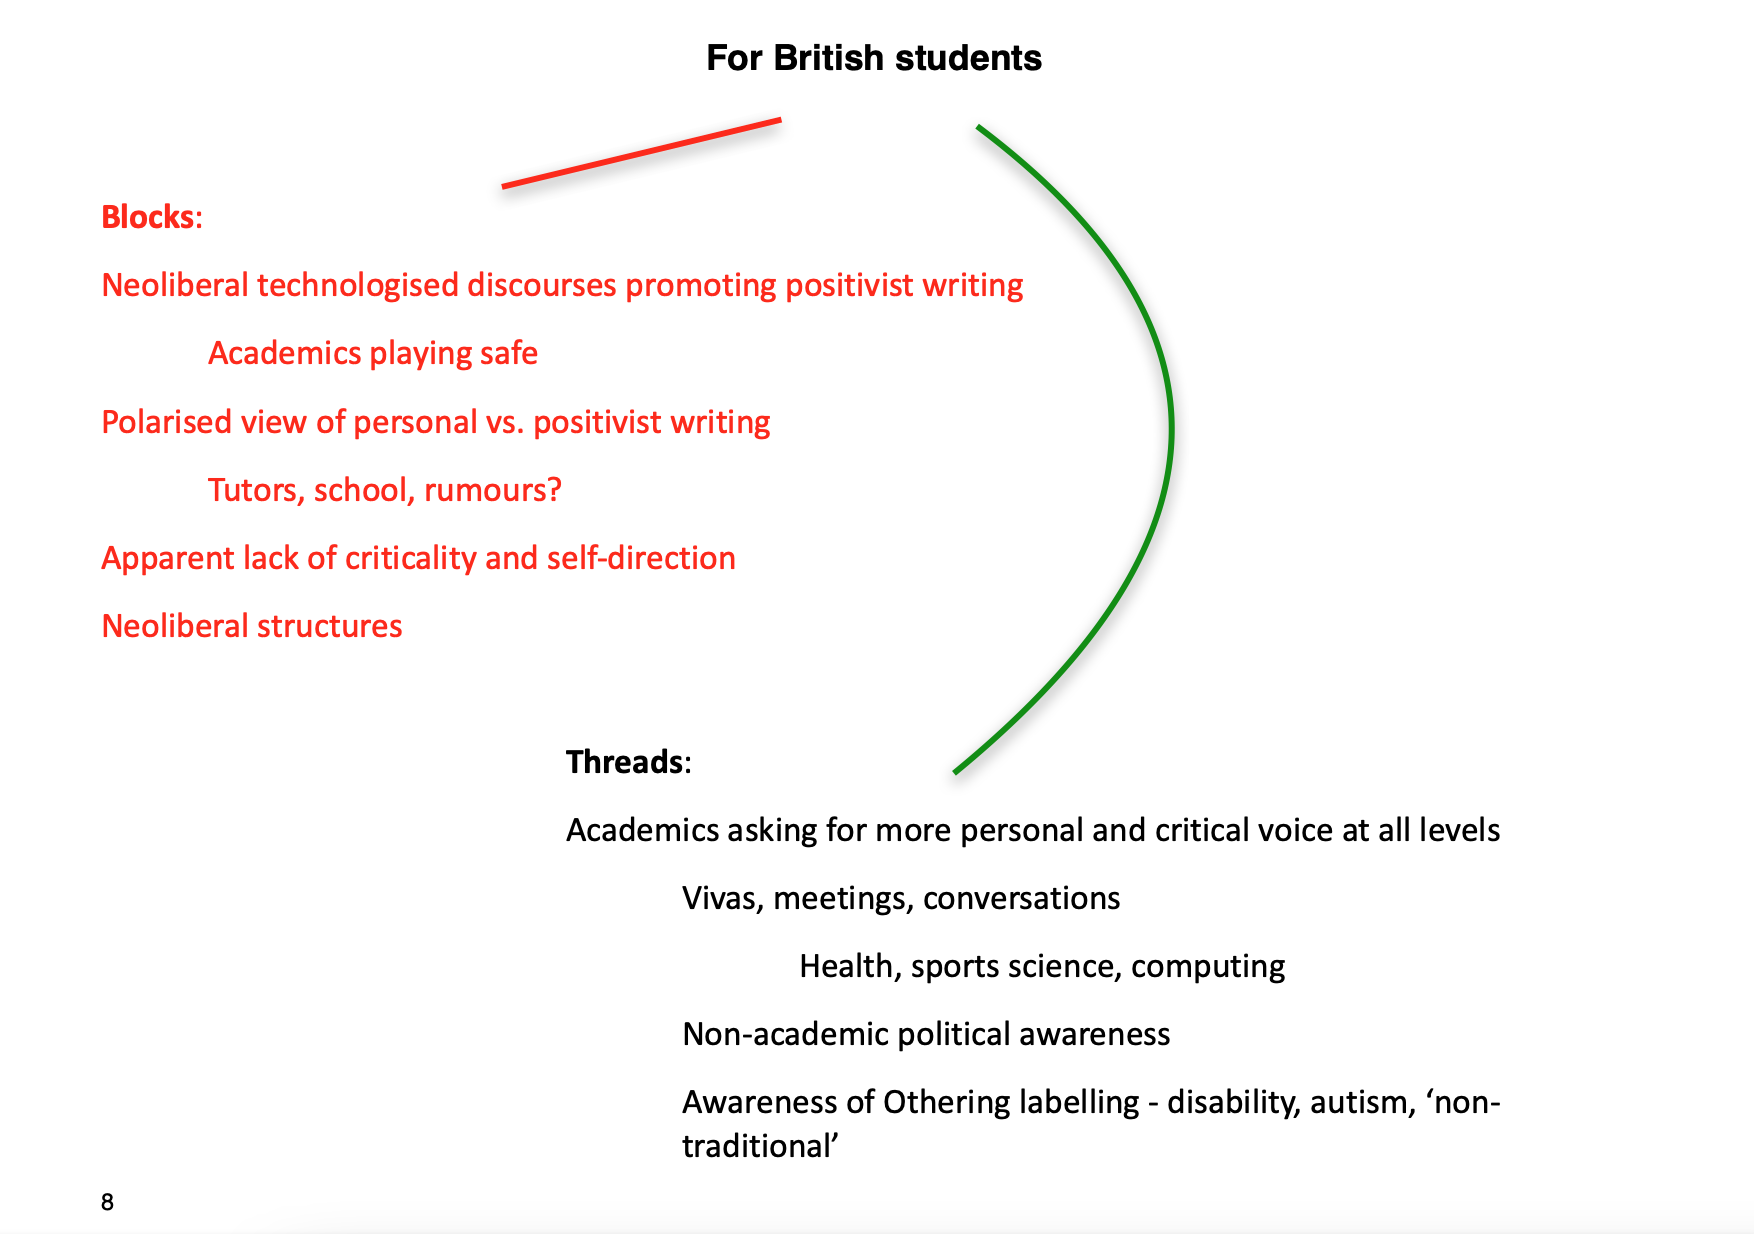 For British students
Blocks:
Neoliberal technologised discourses promoting positivist writing
Academics playing safe
Polarised view of personal vs. positivist writing
Tutors, school, rumours?
Apparent lack of criticality and self-direction
Neoliberal structures
Threads:
Academics asking for more personal and critical voice at all levels
Vivas, meetings, conversations
Health, sports science, computing
Non-academic political awareness
Awareness of Othering labelling - disability, autism, ‘non-
traditional’
8